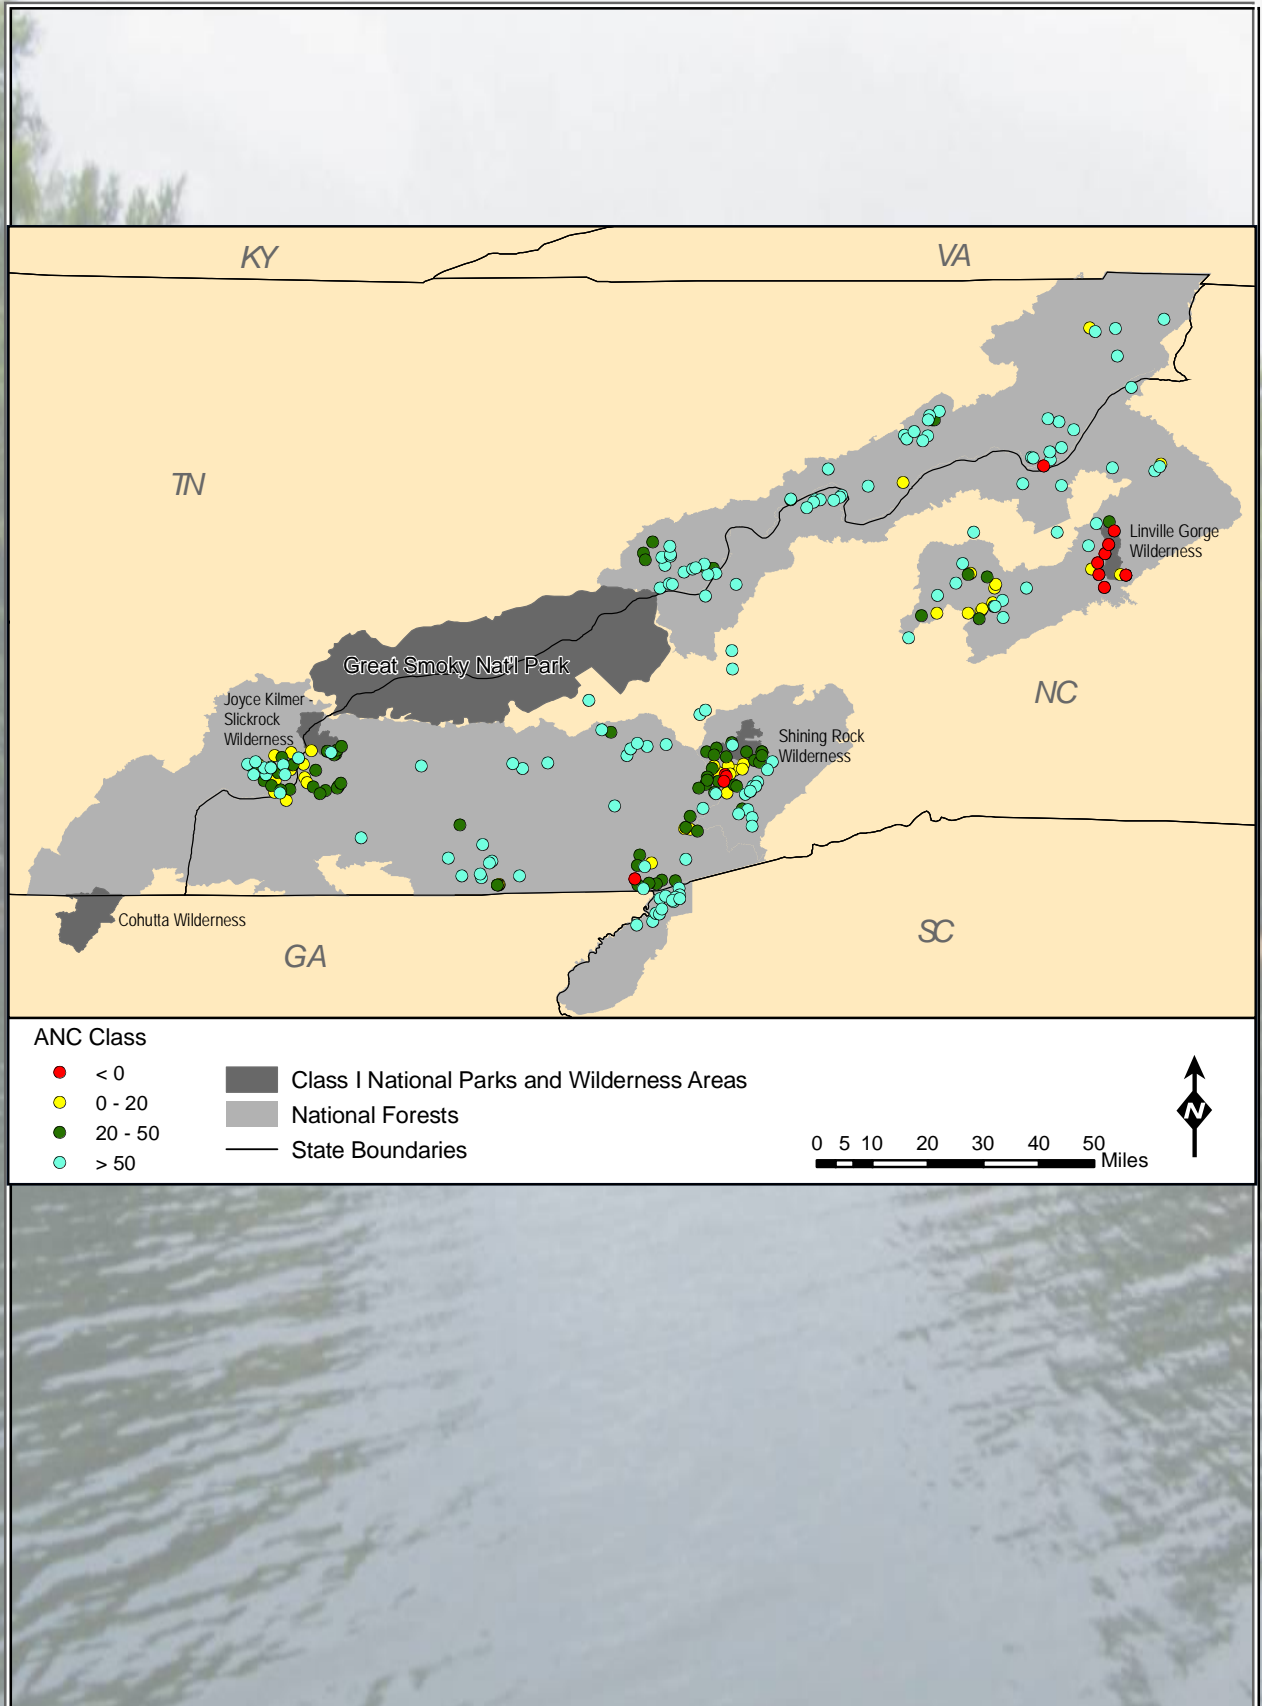 KY
VA
TN
Linville Gorge
Wilderness
Great Smoky Nat'l Park
NC
Joyce Kilmer -
Slickrock
Wilderness
Shining Rock
Wilderness
Cohutta Wilderness
GA
SC
ANC Class
< 0
0 - 20
20 - 50
> 50
Class I National Parks and Wilderness Areas
National Forests
State Boundaries
N
0 5 10 20 30 40 50
Miles